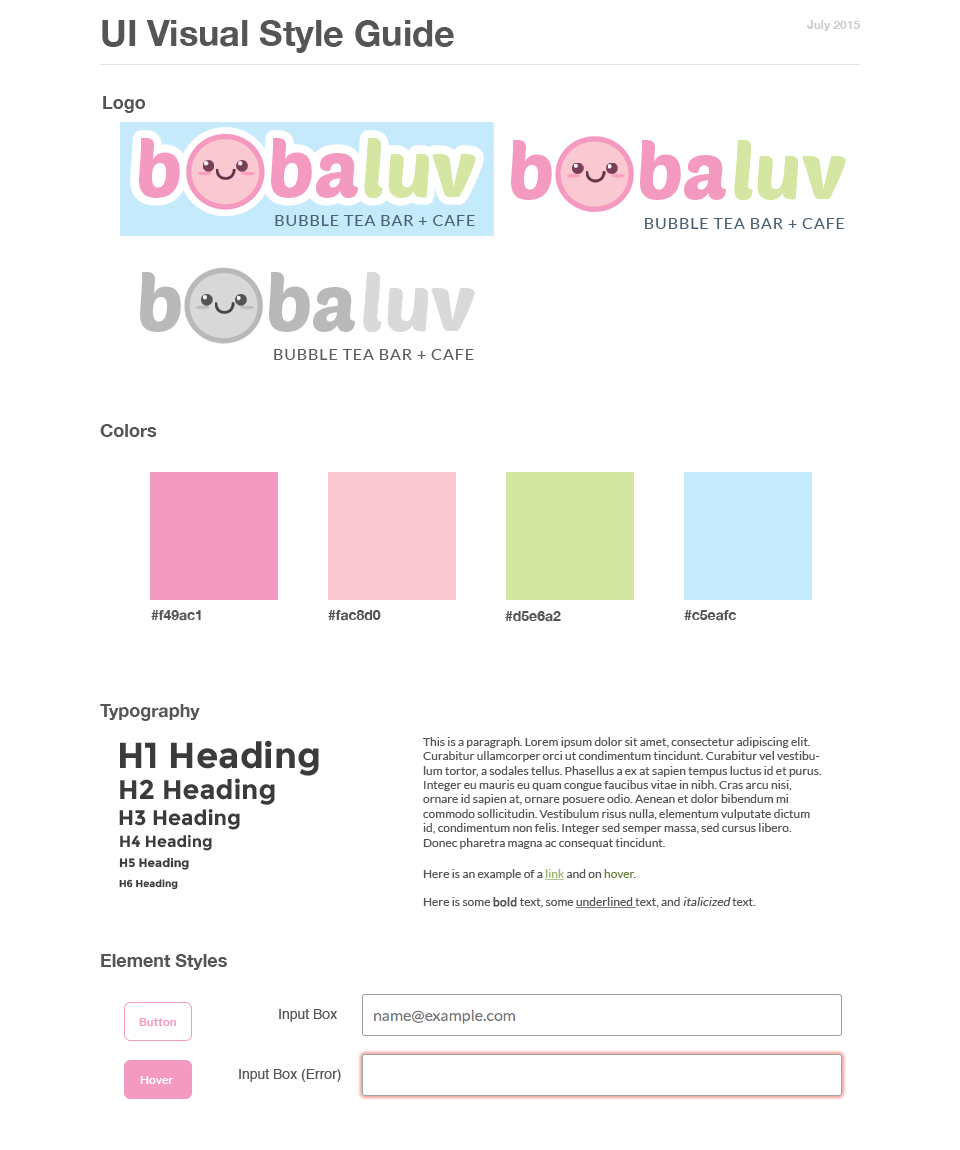 UI Visual Style Guide
July 2015
Logo
bobaluv
BUBBLE TEA BAR + CAFE
bobaluv
BUBBLE TEA BAR + CAFE
bobaluv
BUBBLE TEA BAR + CAFE
Colors
#f49ac1
#fac8d0
#d5e6a2
#c5eafc
Typography
H1 Heading
H2 Heading
H3 Heading
H4 Heading
H5 Heading
H6 Heading
This is a paragraph. Lorem ipsum dolor sit amet, consectetur adipiscing elit.
Curabitur ullamcorper orci ut condimentum tincidunt. Curabitur vel vestibu-
lum tortor, a sodales tellus. Phasellus a ex at sapien tempus luctus id et purus.
Integer eu mauris eu quam congue faucibus vitae in nibh. Cras arcu nisi,
ornare id sapien at, ornare posuere odio. Aenean et dolor bibendum mi
commodo sollicitudin. Vestibulum risus nulla, elementum vulputate dictum
id, condimentum non felis. Integer sed semper massa, sed cursus libero.
Donec pharetra magna ac consequat tincidunt.
Here is an example of a link and on hover.
Here is some bold text, some underlined text, and italicized text.
Element Styles
Button
Input Box
name@example.com
Hover
Input Box (Error)